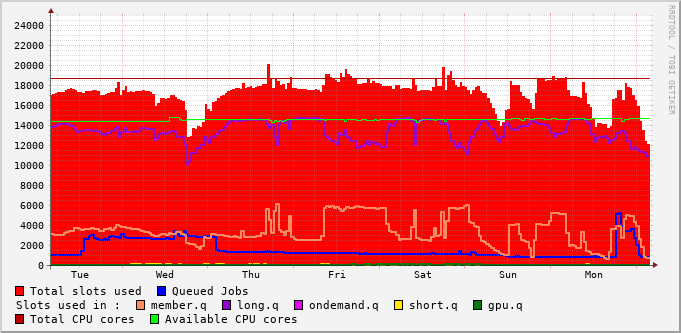 24000
22000
20000
18000
16000
14000
12000
10000
8000
6000
4000
2000
0
Tue Wed Thu Fri Sat Sun Mon
RRDTOOL / TOBI OETIKER
Total slots used Queued Jobs
Slots used in : member.q long.q ondemand.q short.q gpu.q
Total CPU cores Available CPU cores